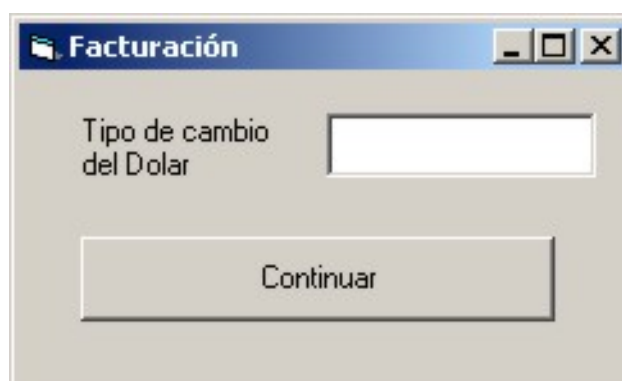 Facturación
Tipo de cambio
del Dolar
Continuar